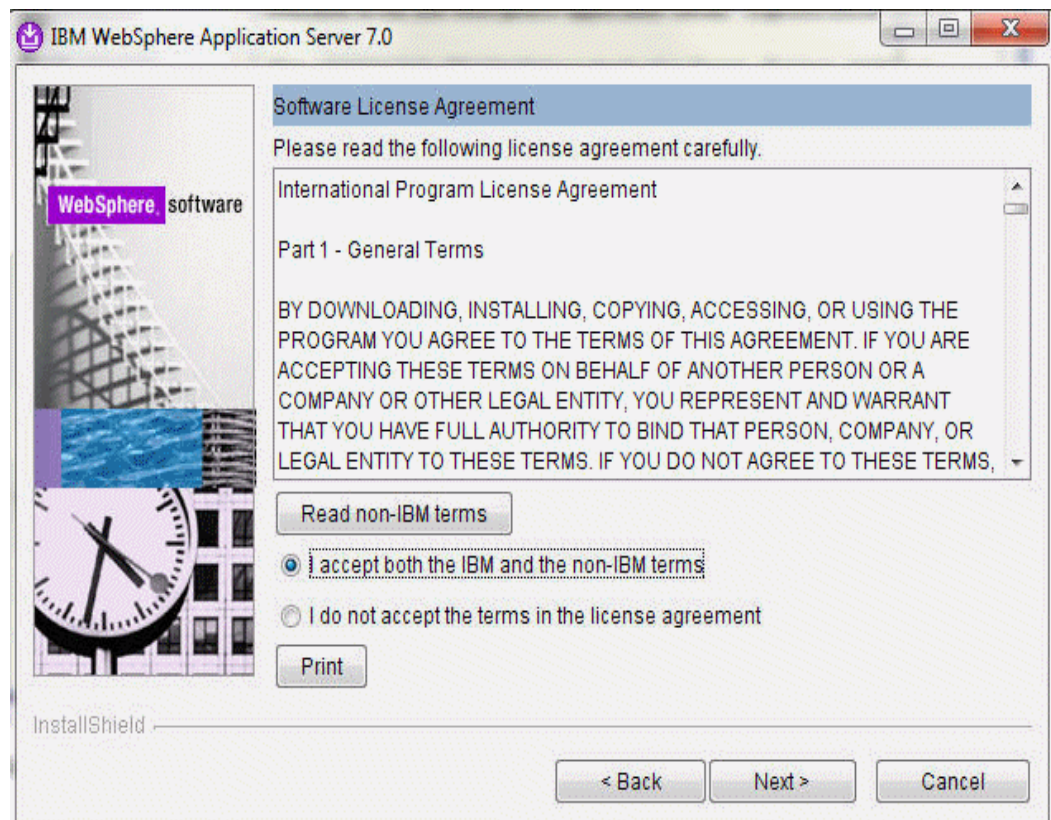 IBM WebSphere Application Server 7.0
WebSphere software
Software License Agreement
Please read the following license agreement carefully.
International Program License Agreement
Part 1 - General Terms
BY DOWNLOADING, INSTALLING, COPYING, ACCESSING, OR USING THE
PROGRAM YOU AGREE TO THE TERMS OF THIS AGREEMENT. IF YOU ARE
ACCEPTING THESE TERMS ON BEHALF OF ANOTHER PERSON OR A
COMPANY OR OTHER LEGAL ENTITY, YOU REPRESENT AND WARRANT
THAT YOU HAVE FULL AUTHORITY TO BIND THAT PERSON, COMPANY, OR
LEGAL ENTITY TO THESE TERMS. IF YOU DO NOT AGREE TO THESE TERMS,
Read non-IBM terms
I accept both the IBM and the non-IBM terms
I do not accept the terms in the license agreement
Print
InstallShield
< Back
Next >
Cancel